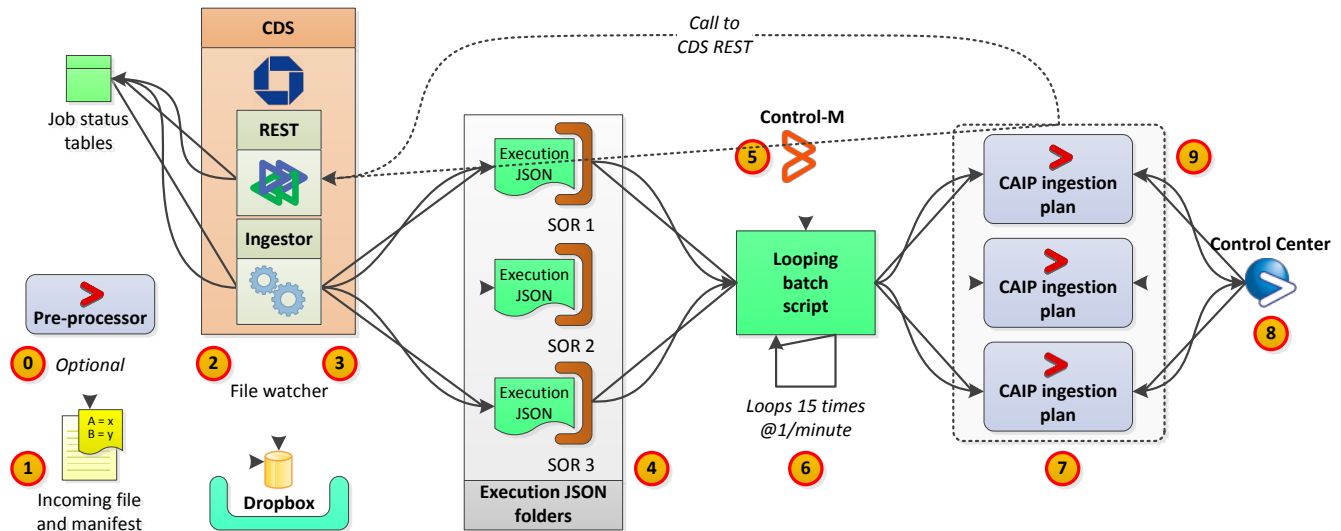 CDS
Call to
CDS REST
Job status
tables
REST
Ingestor
Pre-processor
0
Optional
2
3
File watcher
A = x
B = y
1
Incoming file
and manifest
Dropbox
Execution
JSON
SOR 1
Execution
JSON
SOR 2
Execution
JSON
SOR 3
4
Execution JSON
folders
Control-M
5
Looping
batch
script
Loops 15 times
@1/minute
6
CAIP ingestion
plan
CAIP ingestion
plan
CAIP ingestion
plan
7
9
Control Center
8